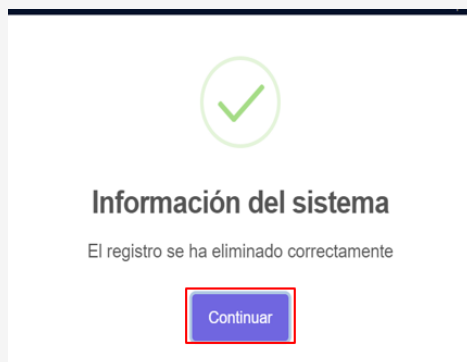 Información del sistema
El registro se ha eliminado correctamente
Continuar